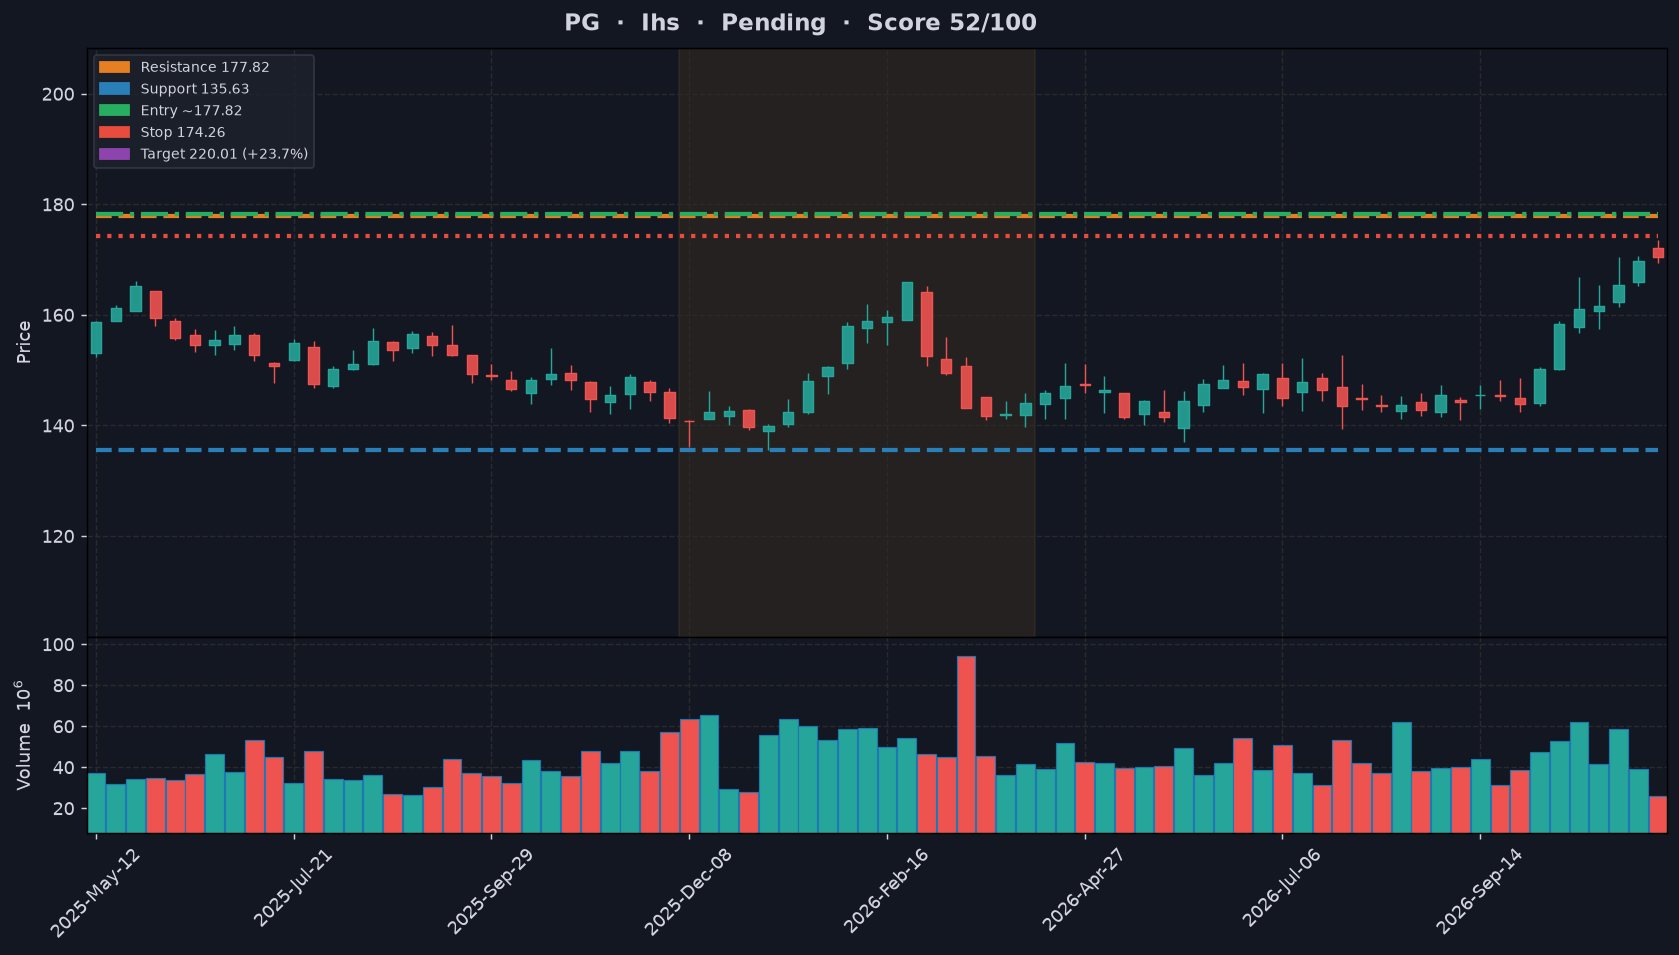 PG · Ihs · Pending · Score 52/100
Resistance 177.82
Support 135.63
Entry ~177.82
Stop 174.26
Target 220.01 (+23.7%)
200
180
160
140
120
Price
100
80
60
40
20
Volume 10⁶
2025-May-12
2025-Jul-21
2025-Sep-29
2025-Dec-08
2026-Feb-16
2026-Apr-27
2026-Jul-06
2026-Sep-14